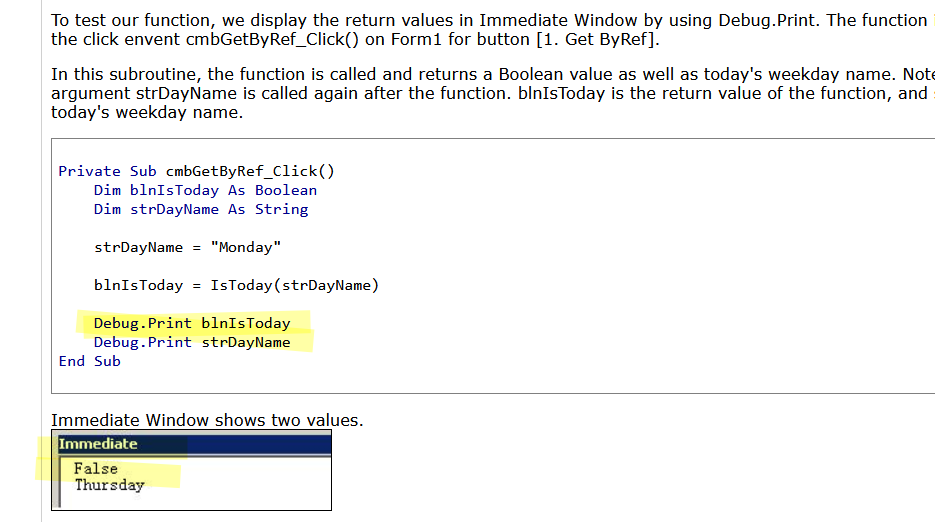 To test our function, we display the return values in Immediate Window by using Debug.Print. The function
the click envent cmbGetByRef_Click() on Form1 for button [1. Get ByRef].
In this subroutine, the function is called and returns a Boolean value as well as today's weekday name.
argument strDayName is called again after the function. blnIsToday is the return value of the function, and
today's weekday name.
Private Sub cmbGetByRef_Click()
Dim blnIsToday As Boolean
Dim strDayName As String
strDayName = "Monday"
blnIsToday = IsToday(strDayName)
Debug.Print blnIsToday
Debug.Print strDayName
End Sub
Immediate Window shows two values.
Immediate
False
Thursday